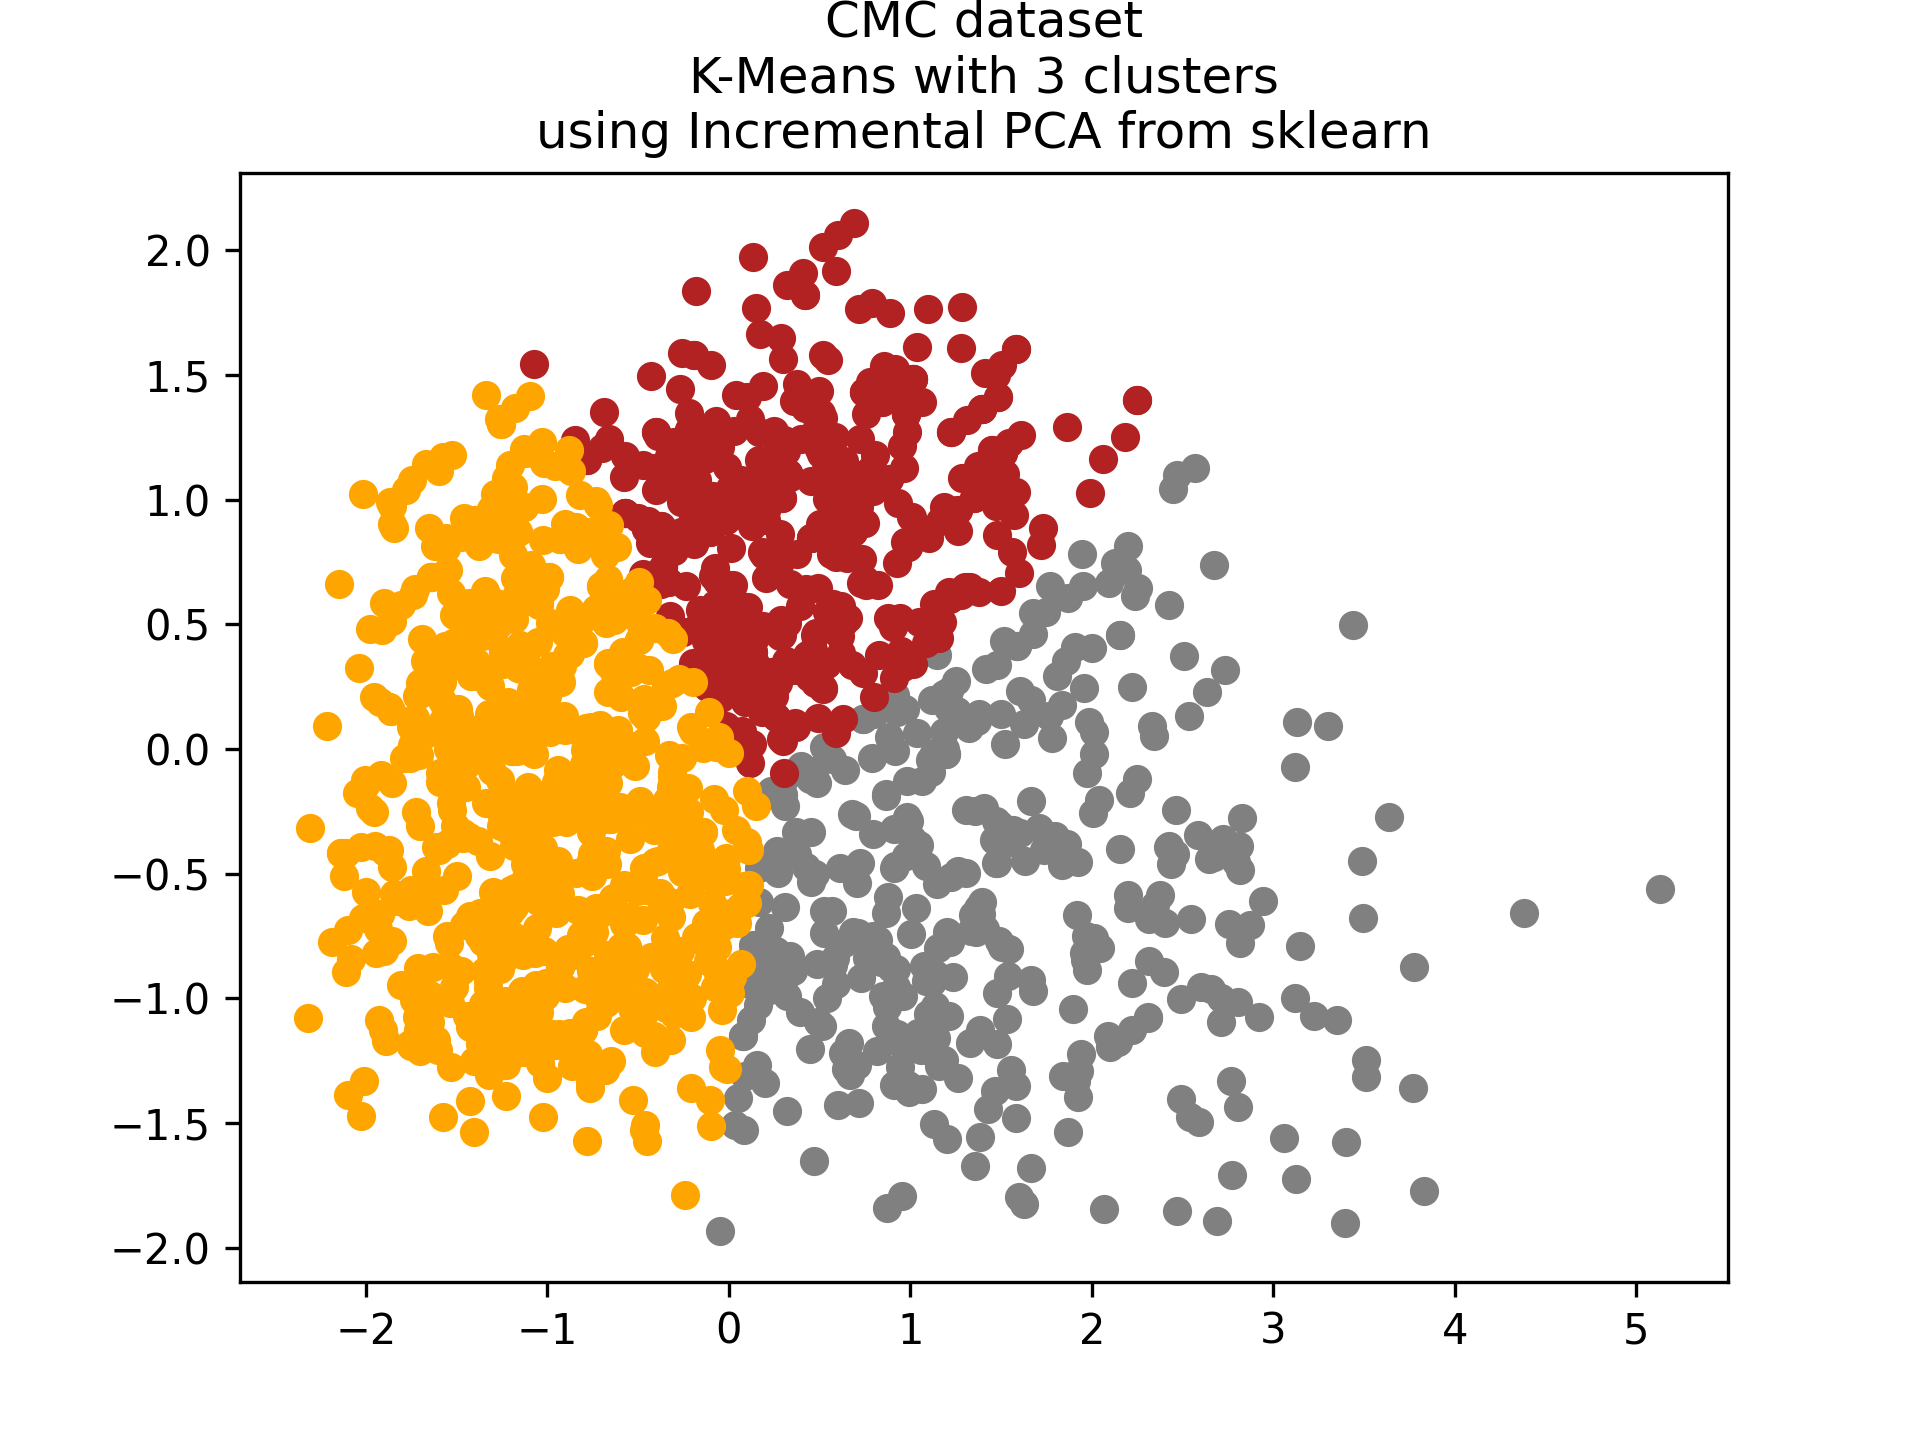 CMC dataset
K-Means with 3 clusters
using Incremental PCA from sklearn
2.0
1.5
1.0
0.5
0.0
−0.5
−1.0
−1.5
−2.0
−2 −1 0 1 2 3 4 5